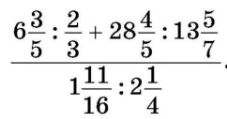 6 3/5 : 2/3 + 28 4/5 : 13 5/7
1 11/16 : 2 1/4 .